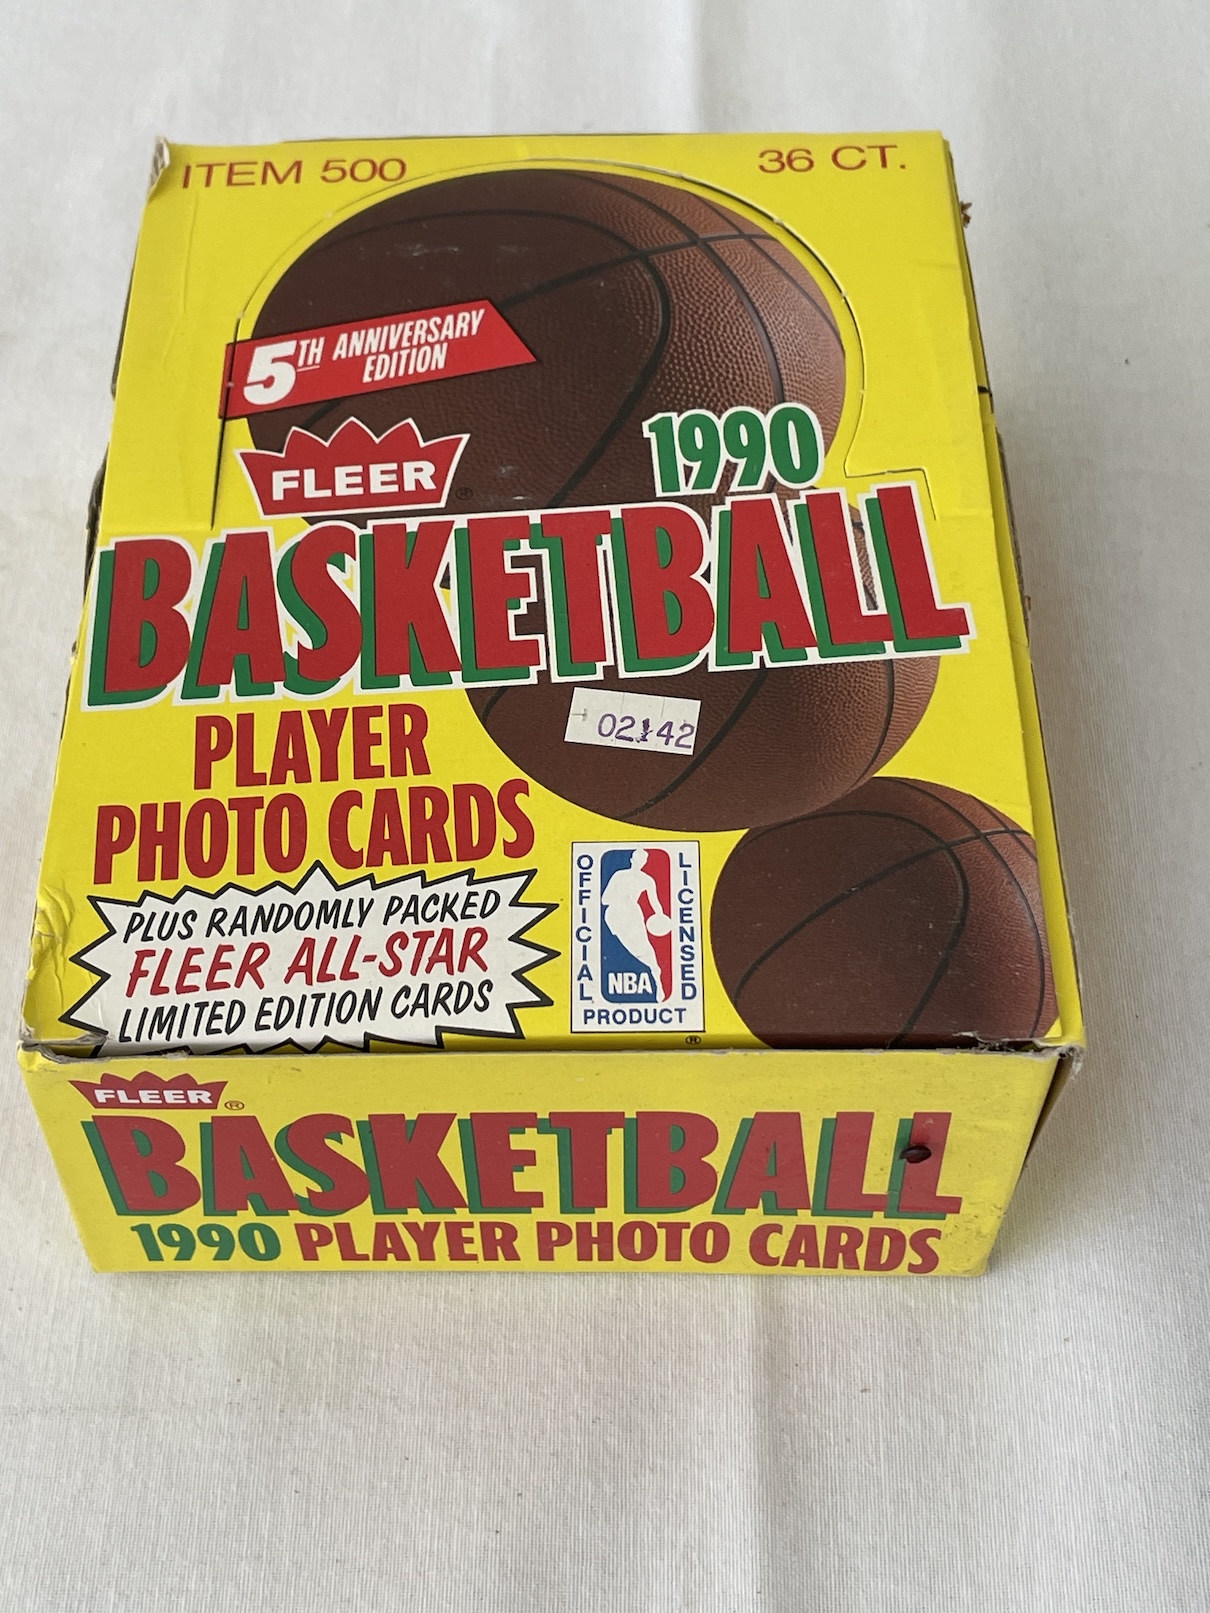 ITEM 500 36 CT.
5TH ANNIVERSARY
EDITION
FLEER ®
1990
BASKETBALL
PLAYER
PHOTO CARDS
02142
PLUS RANDOMLY PACKED
FLEER ALL-STAR
LIMITED EDITION CARDS
OFFICIAL
LICENSED
NBA
PRODUCT
®
FLEER ®
BASKETBALL
1990 PLAYER PHOTO CARDS